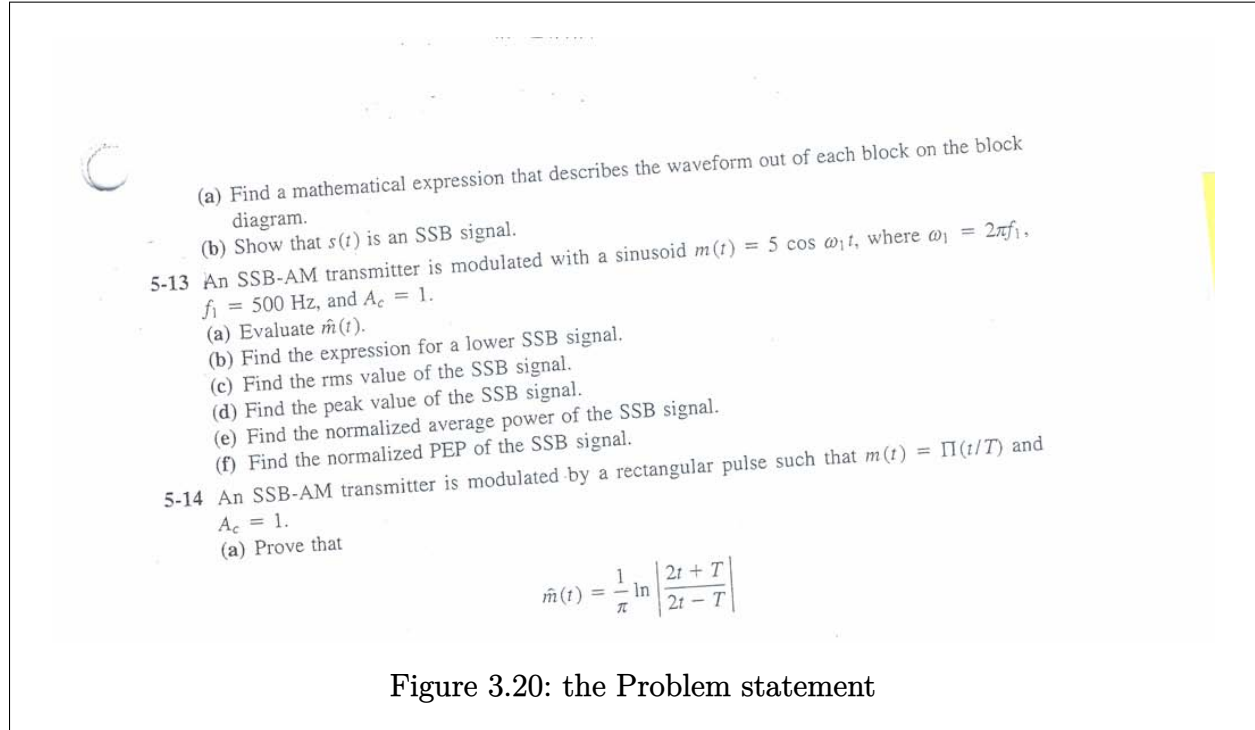 (a) Find a mathematical expression that describes the waveform out of each block on the block
diagram.
(b) Show that s(t) is an SSB signal.
5-13 An SSB-AM transmitter is modulated with a sinusoid m(t) = 5 cos ω₁t, where ω₁ = 2πf₁,
f₁ = 500 Hz, and A_c = 1.
(a) Evaluate m̂(t).
(b) Find the expression for a lower SSB signal.
(c) Find the rms value of the SSB signal.
(d) Find the peak value of the SSB signal.
(e) Find the normalized average power of the SSB signal.
(f) Find the normalized PEP of the SSB signal.
5-14 An SSB-AM transmitter is modulated by a rectangular pulse such that m(t) = Π(t/T) and
A_c = 1.
(a) Prove that
m̂(t) = 1/π ln |(2t + T)/(2t − T)|
Figure 3.20: the Problem statement